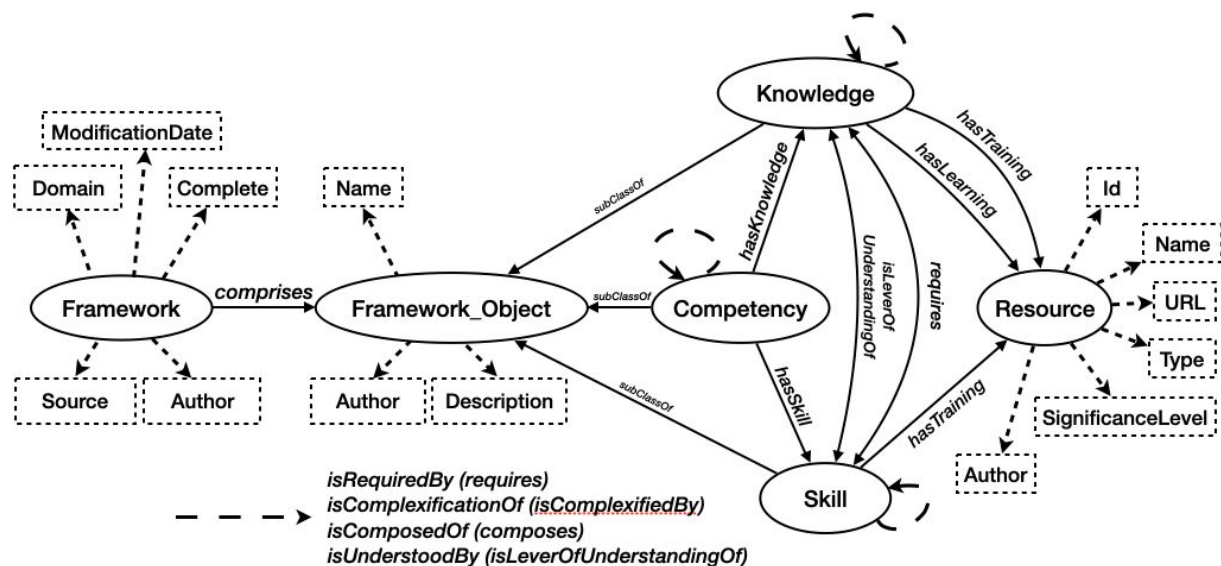 Knowledge
hasTraining
hasLearning
ModificationDate
Domain
Complete
Name
subClassOf
hasKnowledge
Id
Name
isLeverOf
UnderstandingOf
requires
Framework
comprises
Framework_Object
subClassOf
Competency
Resource
URL
Type
Source
Author
Author
Description
subClassOf
hasSkill
hasTraining
SignificanceLevel
Author
Skill
isRequiredBy (requires)
isComplexificationOf (isComplexifiedBy)
isComposedOf (composes)
isUnderstoodBy (isLeverOfUnderstandingOf)